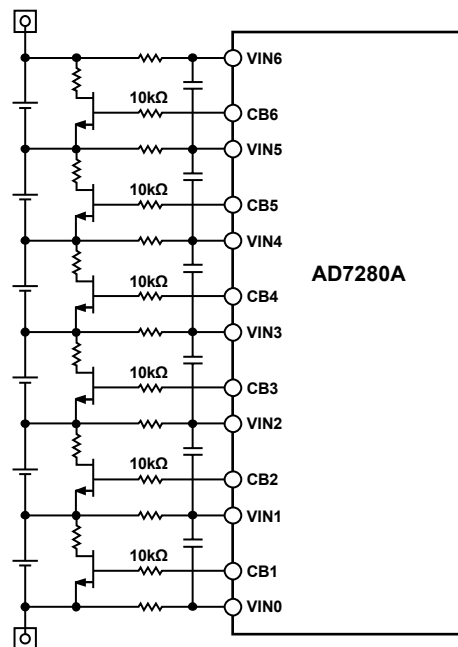 VIN6
10kΩ
CB6
VIN5
10kΩ
CB5
VIN4
AD7280A
10kΩ
CB4
VIN3
10kΩ
CB3
VIN2
10kΩ
CB2
VIN1
10kΩ
CB1
VIN0